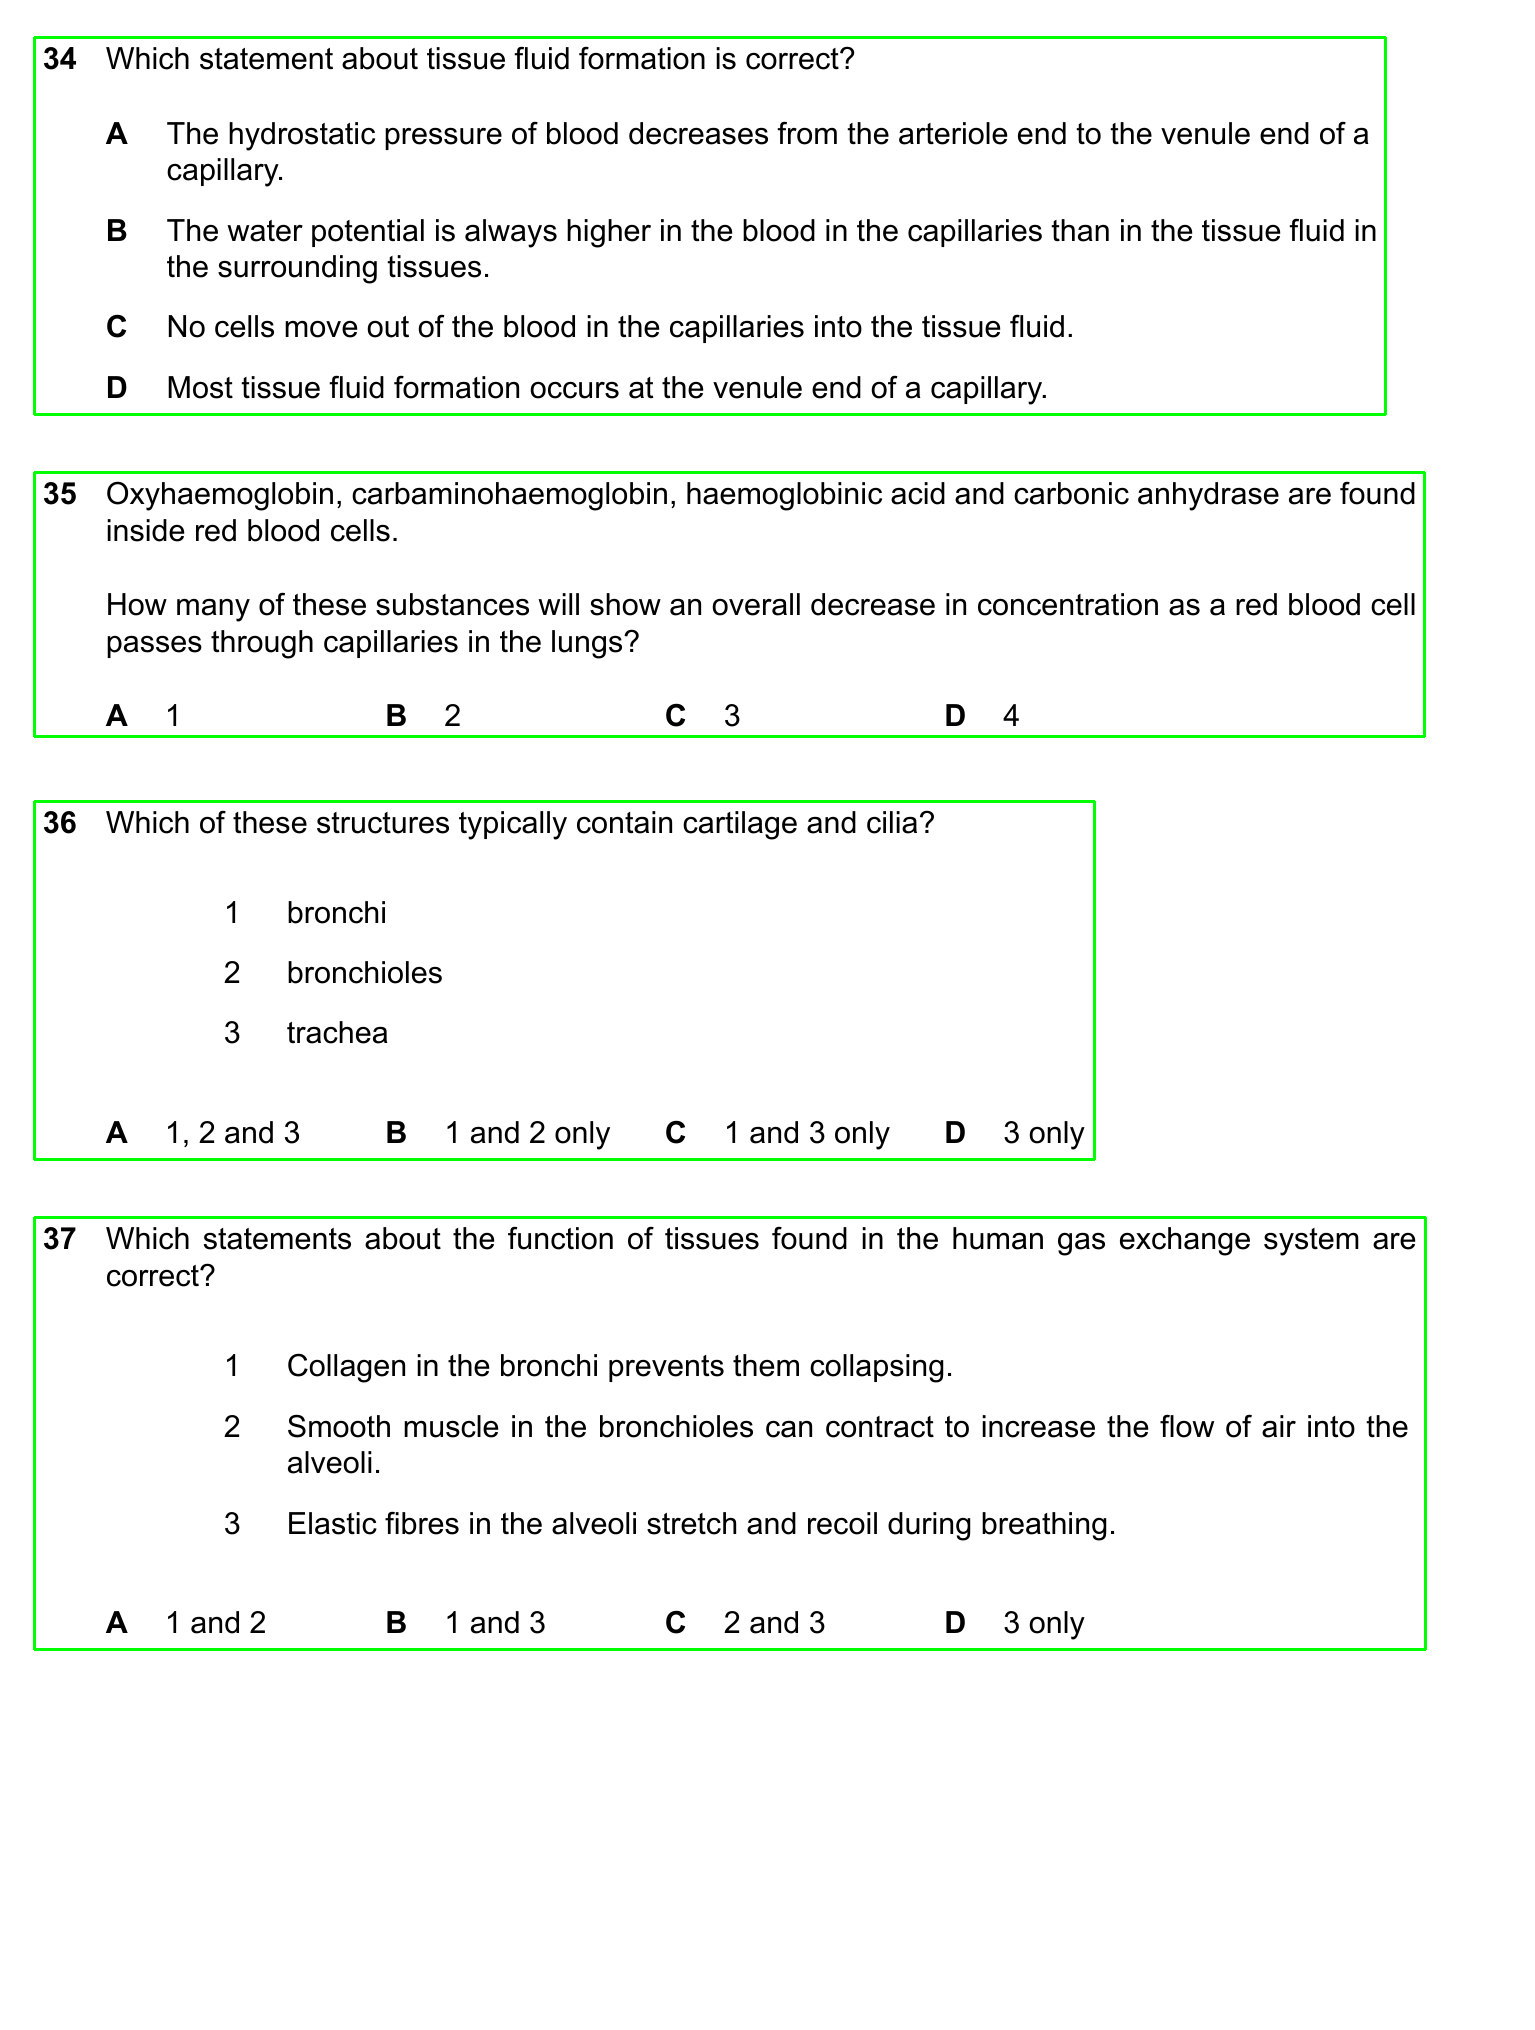 34 Which statement about tissue fluid formation is correct?
A The hydrostatic pressure of blood decreases from the arteriole end to the venule end of a
capillary.
B The water potential is always higher in the blood in the capillaries than in the tissue fluid in
the surrounding tissues.
C No cells move out of the blood in the capillaries into the tissue fluid.
D Most tissue fluid formation occurs at the venule end of a capillary.
35 Oxyhaemoglobin, carbaminohaemoglobin, haemoglobinic acid and carbonic anhydrase are found
inside red blood cells.
How many of these substances will show an overall decrease in concentration as a red blood cell
passes through capillaries in the lungs?
A 1 B 2 C 3 D 4
36 Which of these structures typically contain cartilage and cilia?
1 bronchi
2 bronchioles
3 trachea
A 1, 2 and 3 B 1 and 2 only C 1 and 3 only D 3 only
37 Which statements about the function of tissues found in the human gas exchange system are
correct?
1 Collagen in the bronchi prevents them collapsing.
2 Smooth muscle in the bronchioles can contract to increase the flow of air into the
alveoli.
3 Elastic fibres in the alveoli stretch and recoil during breathing.
A 1 and 2 B 1 and 3 C 2 and 3 D 3 only